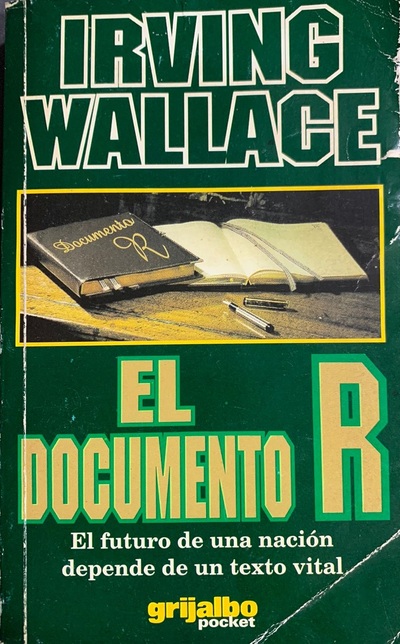 IRVING
WALLACE
Documento
R
EL
DOCUMENTO R
El futuro de una nación
depende de un texto vital
grijalbo
pocket